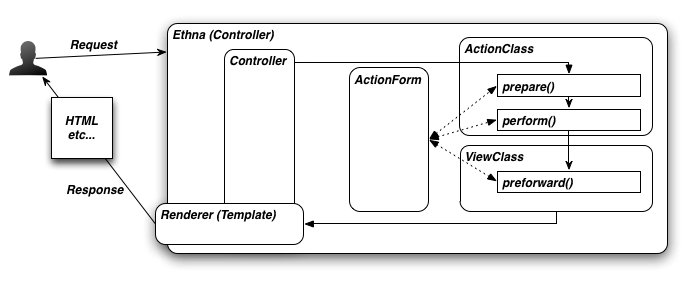 Request
Ethna (Controller)
Controller
ActionForm
ActionClass
prepare()
perform()
ViewClass
preforward()
HTML
etc...
Response
Renderer (Template)